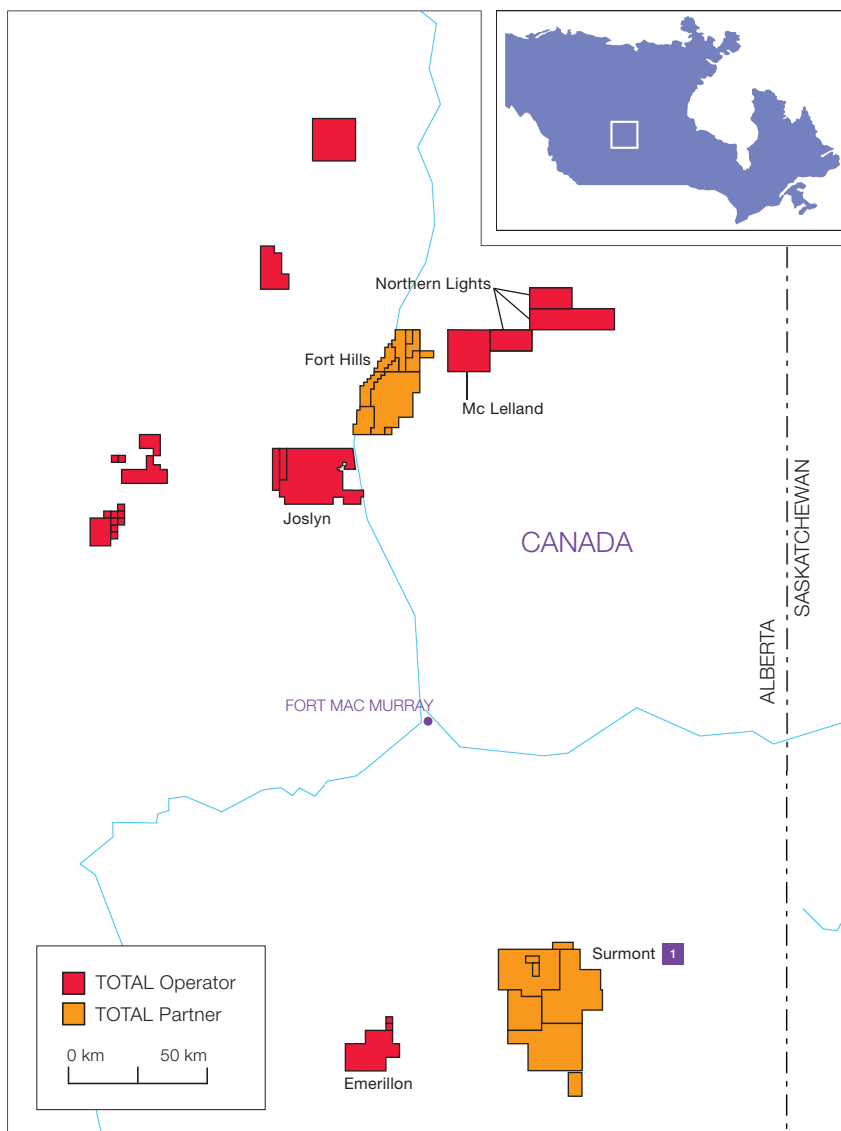 Northern Lights
Fort Hills
Mc Lelland
Joslyn
CANADA
ALBERTA
SASKATCHEWAN
FORT MAC MURRAY
Surmont 1
TOTAL Operator
TOTAL Partner
0 km 50 km
Emerillon